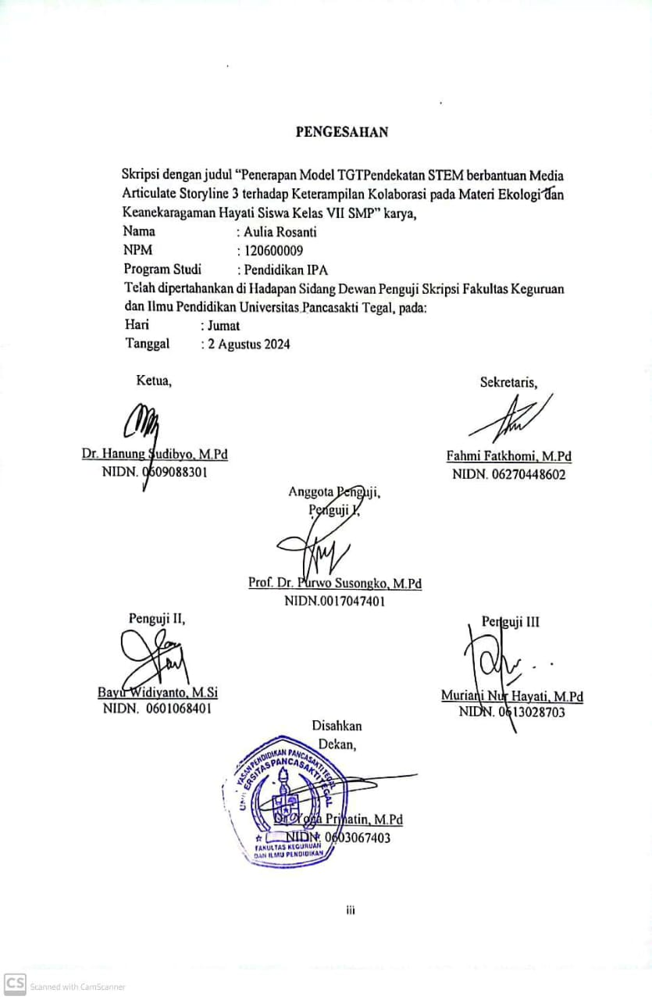 PENGESAHAN
Skripsi dengan judul “Penerapan Model TGTPendekatan STEM berbantuan Media
Articulate Storyline 3 terhadap Keterampilan Kolaborasi pada Materi Ekologi dan
Keanekaragaman Hayati Siswa Kelas VII SMP” karya,
Nama : Aulia Rosanti
NPM : 120600009
Program Studi : Pendidikan IPA
Telah dipertahankan di Hadapan Sidang Dewan Penguji Skripsi Fakultas Keguruan
dan Ilmu Pendidikan Universitas Pancasakti Tegal, pada:
Hari : Jumat
Tanggal : 2 Agustus 2024
Ketua,
Sekretaris,
Dr. Hanung Sudibyo, M.Pd
NIDN. 0609088301
Fahmi Fatkhomi, M.Pd
NIDN. 06270448602
Anggota Penguji,
Penguji I,
Prof. Dr. Purwo Susongko, M.Pd
NIDN.0017047401
Penguji II,
Penguji III
Bayu Widiyanto, M.Si
NIDN. 0601068401
Muriani Nur Hayati, M.Pd
NIDN. 0613028703
Disahkan
Dekan,
YASAN PENDIDIKAN PANCASAKTI TEGAL
UNIVERSITAS PANCASAKTI TEGAL
Dr. Yoga Prihatin, M.Pd
NIDN. 0603067403
FAKULTAS KEGURUAN
DAN ILMU PENDIDIKAN
iii
CS Scanned with CamScanner